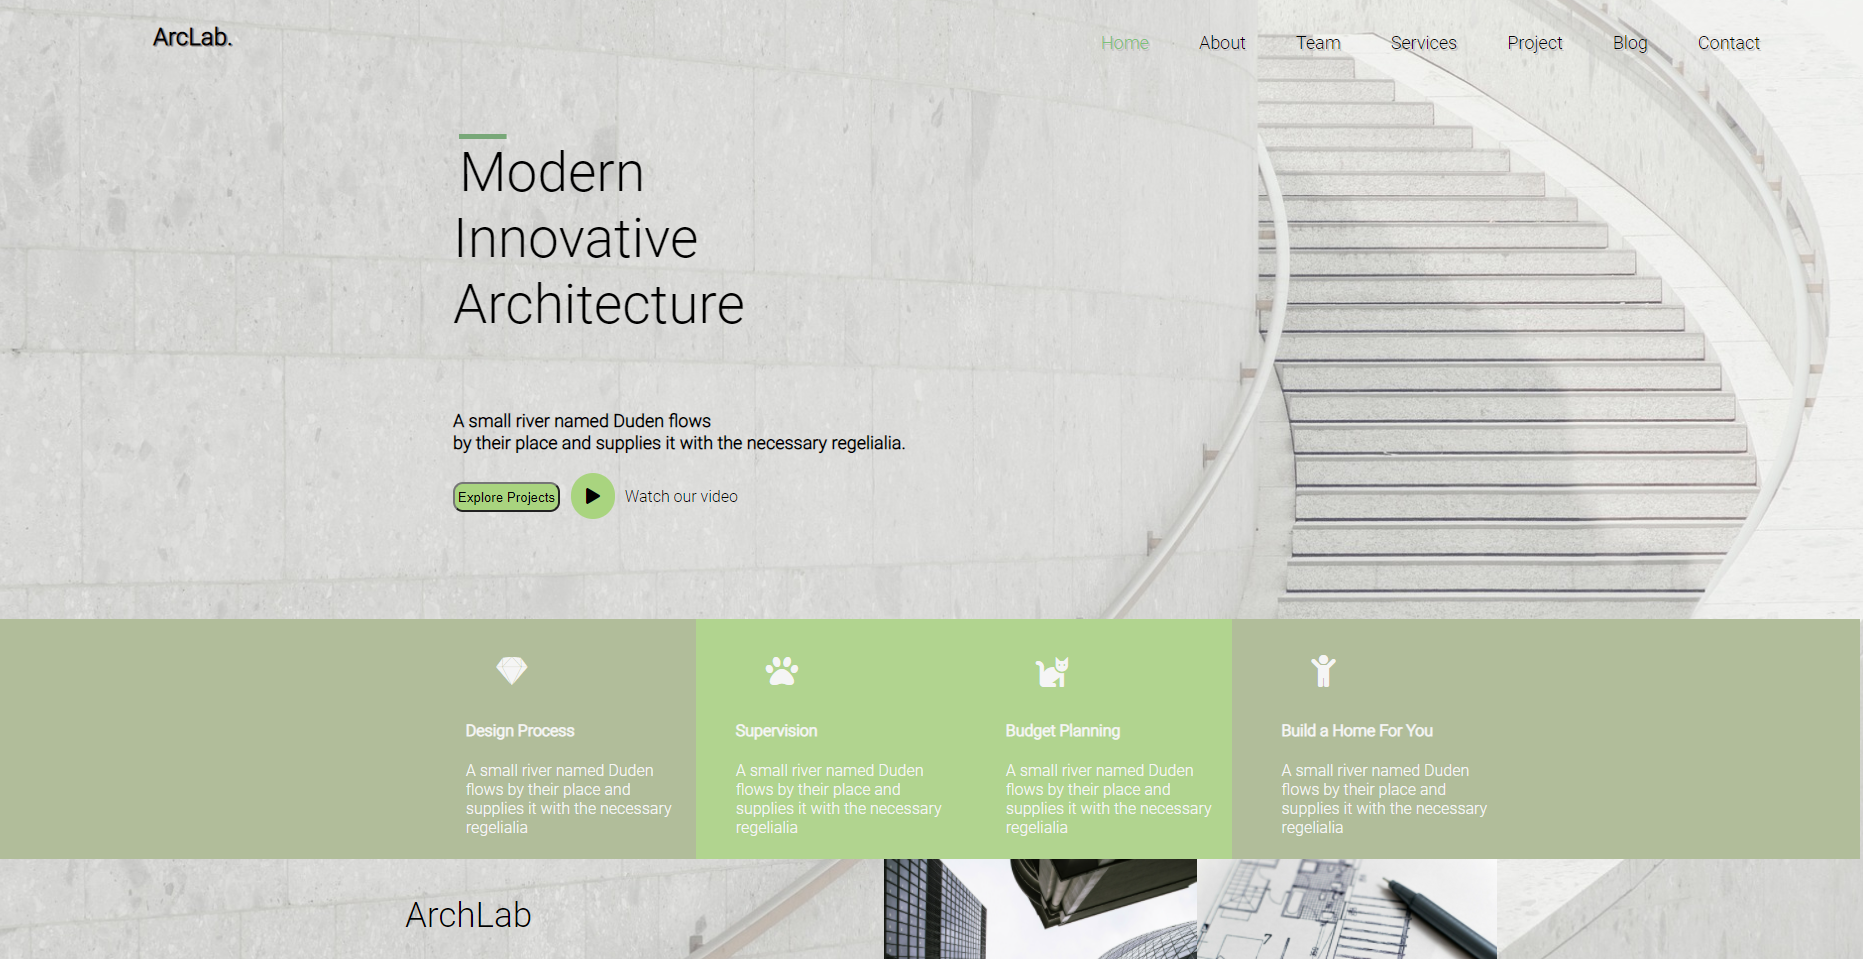 ArcLab.
Home About Team Services Project Blog Contact
Modern
Innovative
Architecture
A small river named Duden flows
by their place and supplies it with the necessary regelialia.
Explore Projects
Watch our video
Design Process
A small river named Duden
flows by their place and
supplies it with the necessary
regelialia
Supervision
A small river named Duden
flows by their place and
supplies it with the necessary
regelialia
Budget Planning
A small river named Duden
flows by their place and
supplies it with the necessary
regelialia
Build a Home For You
A small river named Duden
flows by their place and
supplies it with the necessary
regelialia
ArchLab
7